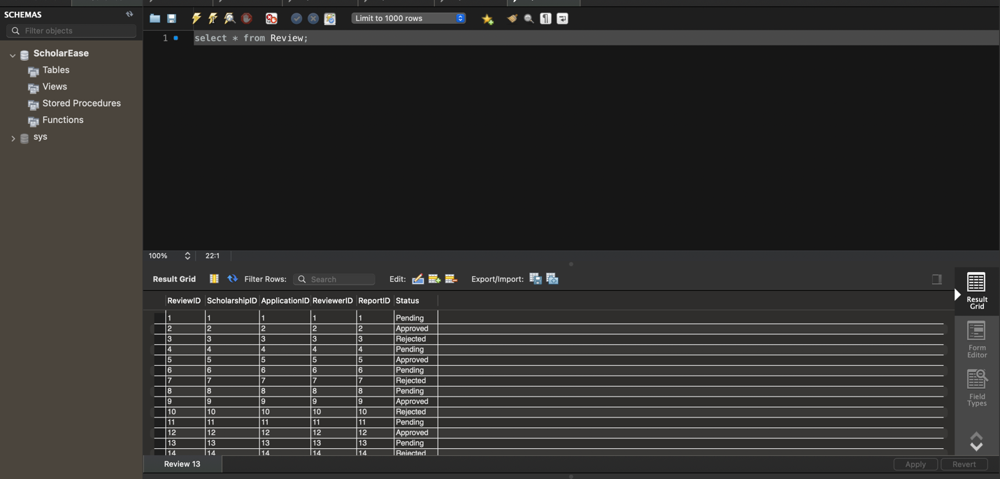 SCHEMAS
Filter objects
ScholarEase
Tables
Views
Stored Procedures
Functions
sys
Limit to 1000 rows
1 select * from Review;
100% 22:1
Result Grid Filter Rows: Search Edit: Export/Import:
ReviewID ScholarshipID ApplicationID ReviewerID ReportID Status
1 1 1 1 1 Pending
2 2 2 2 2 Approved
3 3 3 3 3 Rejected
4 4 4 4 4 Pending
5 5 5 5 5 Approved
6 6 6 6 6 Pending
7 7 7 7 7 Rejected
8 8 8 8 8 Pending
9 9 9 9 9 Approved
10 10 10 10 10 Rejected
11 11 11 11 11 Pending
12 12 12 12 12 Approved
13 13 13 13 13 Pending
14 14 14 14 14 Rejected
Result
Grid
Form
Editor
Field
Types
Review 13
Apply Revert